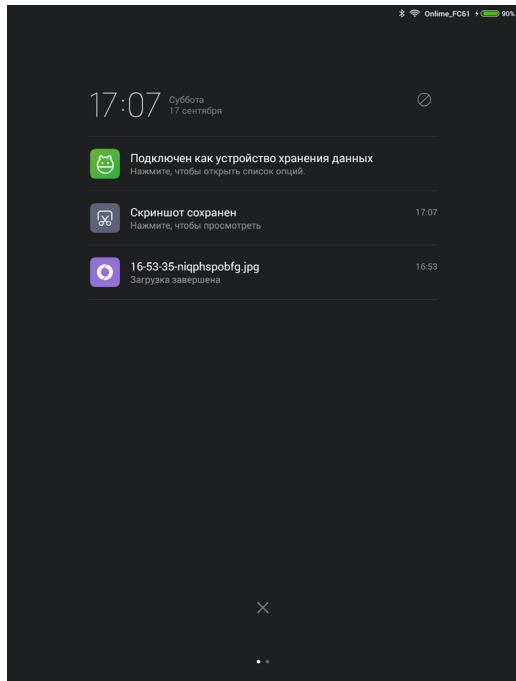 Onlime_FC61 90%
17:07 Суббота
17 сентября
Подключен как устройство хранения данных
Нажмите, чтобы открыть список опций.
Скриншот сохранен 17:07
Нажмите, чтобы просмотреть
16-53-35-niqphspobfg.jpg 16:53
Загрузка завершена